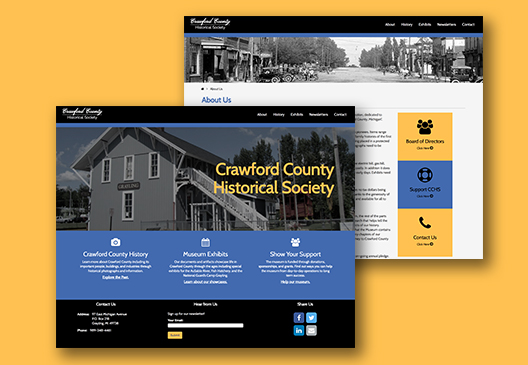 Crawford County
Historical Society
About
History
Exhibits
Newsletters
Contact
About Us
About Us
Board of Directors
Click Here
Support CCHS
Click Here
Contact Us
Click Here
Crawford County
Historical Society
About
History
Exhibits
Newsletters
Contact
GRAYLING
Crawford County
Historical Society
Crawford County History
Learn more about Crawford County including its
important people, buildings and industries through
historical photographs and information.
Explore the Past.
Museum Exhibits
Our documents and artifacts showcase life in
Crawford County through the ages including special
exhibits for the AuSable River, Fish Hatchery, and the
National Guard's Camp Grayling.
Learn about our showcases.
Show Your Support
The museum is funded through donations,
sponsorships, and grants. Find out ways you can help
the museum from day-to-day operations to long
term success.
Help our museum.
Contact Us
Address:
97 East Michigan Avenue
P.O. Box 218
Grayling, MI 49738
Phone:
Hear from Us
Sign up for our newsletter!
Your Email:
Submit
Share Us